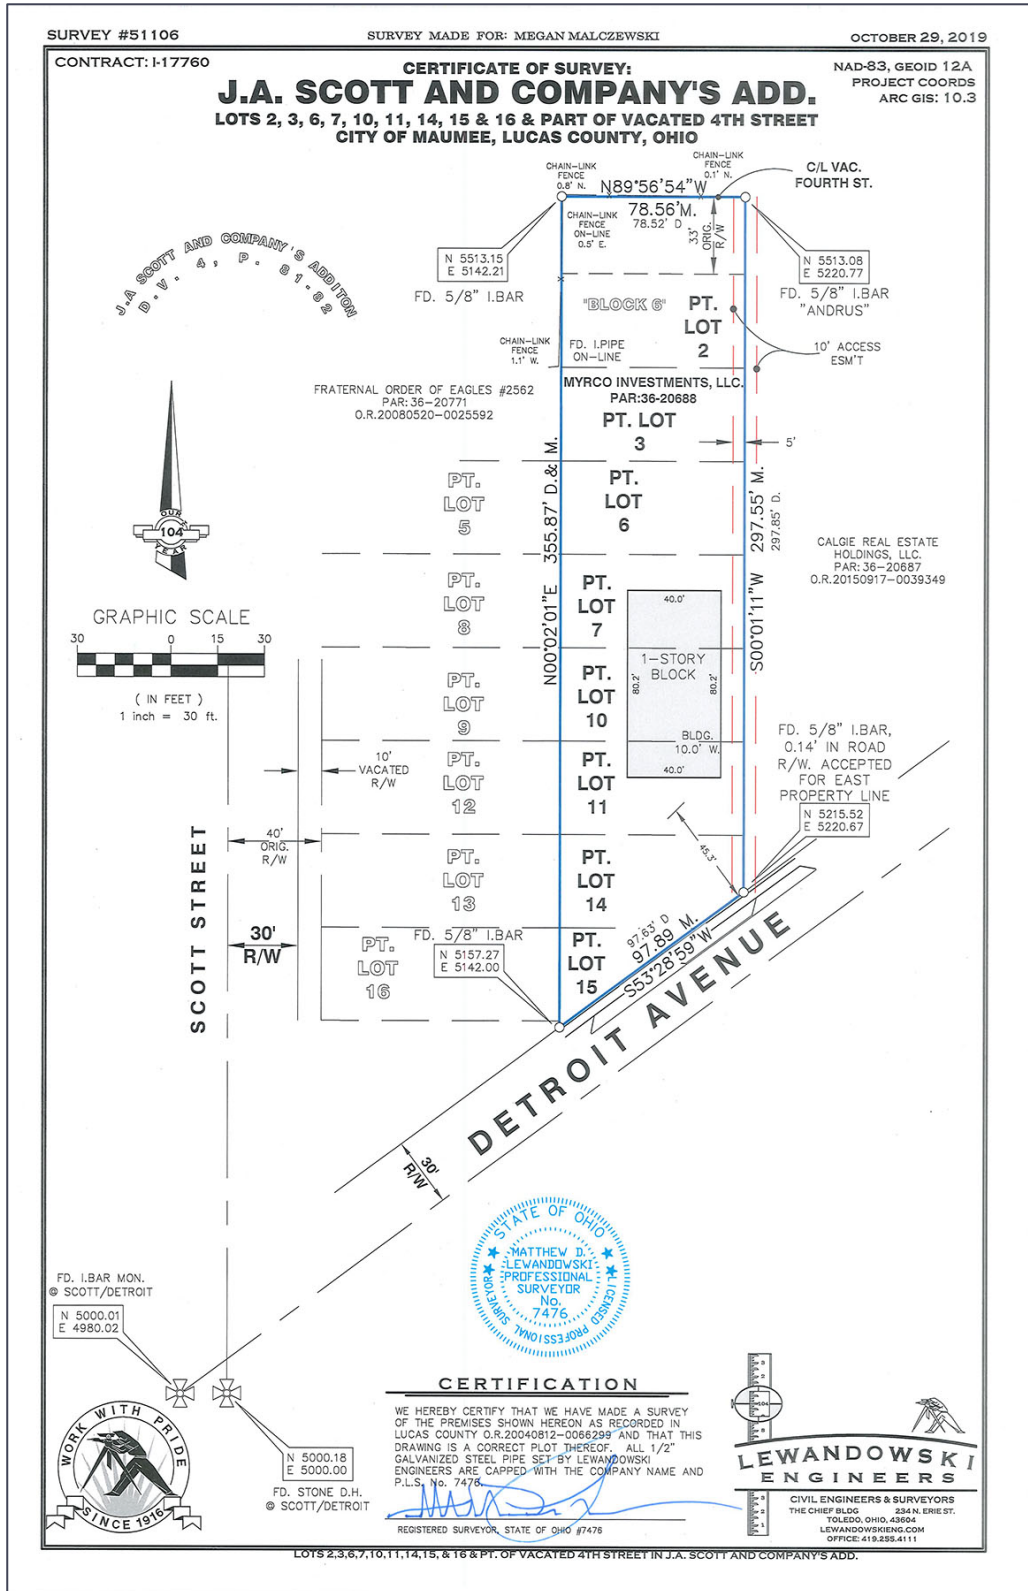 SURVEY #51106
SURVEY MADE FOR: MEGAN MALCZEWSKI
OCTOBER 29, 2019
CONTRACT: I-17760
NAD-83, GEOID 12A
PROJECT COORDS
ARC GIS: 10.3
CERTIFICATE OF SURVEY:
J.A. SCOTT AND COMPANY'S ADD.
LOTS 2, 3, 6, 7, 10, 11, 14, 15 & 16 & PART OF VACATED 4TH STREET
CITY OF MAUMEE, LUCAS COUNTY, OHIO
CHAIN-LINK
FENCE
0.8' N.
CHAIN-LINK
FENCE
0.1' N.
N89°56'54"W
78.56'M.
78.52' D
C/L VAC.
FOURTH ST.
CHAIN-LINK
FENCE
ON-LINE
0.5' E.
33'
ORIG.
R/W
J.A SCOTT AND COMPANY'S ADDITON
D.V. 4, P. 81-82
N 5513.15
E 5142.21
FD. 5/8" I.BAR
N 5513.08
E 5220.77
FD. 5/8" I.BAR
"ANDRUS"
"BLOCK 6"
PT.
LOT
2
CHAIN-LINK
FENCE
1.1' W.
FD. I.PIPE
ON-LINE
10' ACCESS
ESM'T
FRATERNAL ORDER OF EAGLES #2562
PAR:36-20771
O.R.20080520-0025592
MYRCO INVESTMENTS, LLC.
PAR:36-20688
PT. LOT
3
5'
N00°02'01"E 355.87' D.& M.
S00°01'11"W 297.55' M.
297.85' D.
PT.
LOT
5
PT.
LOT
6
CALGIE REAL ESTATE
HOLDINGS, LLC.
PAR:36-20687
O.R.20150917-0039349
OUR
104
YEAR
PT.
LOT
8
PT.
LOT
7
40.0'
1-STORY
BLOCK
80.2'
80.2'
BLDG.
10.0' W.
40.0'
GRAPHIC SCALE
30 0 15 30
( IN FEET )
1 inch = 30 ft.
PT.
LOT
9
PT.
LOT
10
10'
VACATED
R/W
PT.
LOT
12
PT.
LOT
11
FD. 5/8" I.BAR,
0.14' IN ROAD
R/W. ACCEPTED
FOR EAST
PROPERTY LINE
N 5215.52
E 5220.67
40'
ORIG.
R/W
45.3'
PT.
LOT
13
PT.
LOT
14
SCOTT STREET
30'
R/W
PT.
LOT
16
FD. 5/8" I.BAR
N 5157.27
E 5142.00
PT.
LOT
15
97.63' D
97.89 M.
S53°28'59"W
DETROIT AVENUE
30'
R/W
STATE OF OHIO
MATTHEW D.
LEWANDOWSKI
PROFESSIONAL
SURVEYOR
No.
7476
LICENSED PROFESSIONAL SURVEYOR
FD. I.BAR MON.
@ SCOTT/DETROIT
N 5000.01
E 4980.02
N 5000.18
E 5000.00
FD. STONE D.H.
@ SCOTT/DETROIT
WORK WITH PRIDE
SINCE 1916
CERTIFICATION
WE HEREBY CERTIFY THAT WE HAVE MADE A SURVEY
OF THE PREMISES SHOWN HEREON AS RECORDED IN
LUCAS COUNTY O.R.20040812-0066299 AND THAT THIS
DRAWING IS A CORRECT PLOT THEREOF. ALL 1/2"
GALVANIZED STEEL PIPE SET BY LEWANDOWSKI
ENGINEERS ARE CAPPED WITH THE COMPANY NAME AND
P.L.S. No. 7476.
REGISTERED SURVEYOR, STATE OF OHIO #7476
LEWANDOWSKI
ENGINEERS
CIVIL ENGINEERS & SURVEYORS
THE CHIEF BLDG 234 N. ERIE ST.
TOLEDO, OHIO, 43604
LEWANDOWSKIENG.COM
OFFICE: 419.255.4111
LOTS 2,3,6,7,10,11,14,15, & 16 & PT. OF VACATED 4TH STREET IN J.A. SCOTT AND COMPANY'S ADD.